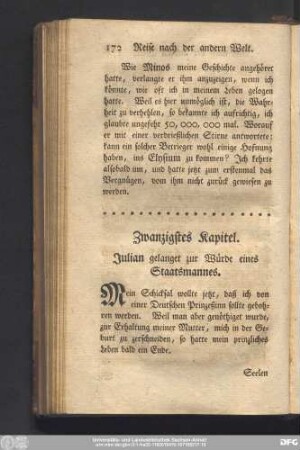 172 Reise nach der andern Welt.
Wie Minos meine Geschichte angehöret
hatte, verlangte er ihm anzuzeigen, wenn ich
könnte, wie oft ich in meinem Leben gelogen
hatte. Weil es hier unmöglich ist, die Wahr-
heit zu verhehlen, so bekannte ich aufrichtig, ich
glaubte ungefehr 50,000,000 mal. Worauf
er mit einer verdrießlichen Stirne antwortete:
kann ein solcher Betrieger wohl einige Hofnung
haben, ins Elysium zu kommen? Ich kehrte
alsobald um, und hatte jetzt zum erstenmal das
Vergnügen, von ihm nicht zurück gewiesen zu
werden.
Zwanzigstes Kapitel.
Julian gelanget zur Würde eines
Staatsmannes.
Mein Schicksal wollte jetzt, daß ich von
einer Deutschen Prinzeßinn sollte geboh-
ren werden. Weil man aber genöthiget wurde,
zur Erhaltung meiner Mutter, mich in der Ge-
burt zu zerschneiden, so hatte mein prinzliches
Leben bald ein Ende.
Seelen
Universitäts- und Landesbibliothek Sachsen-Anhalt
DFG